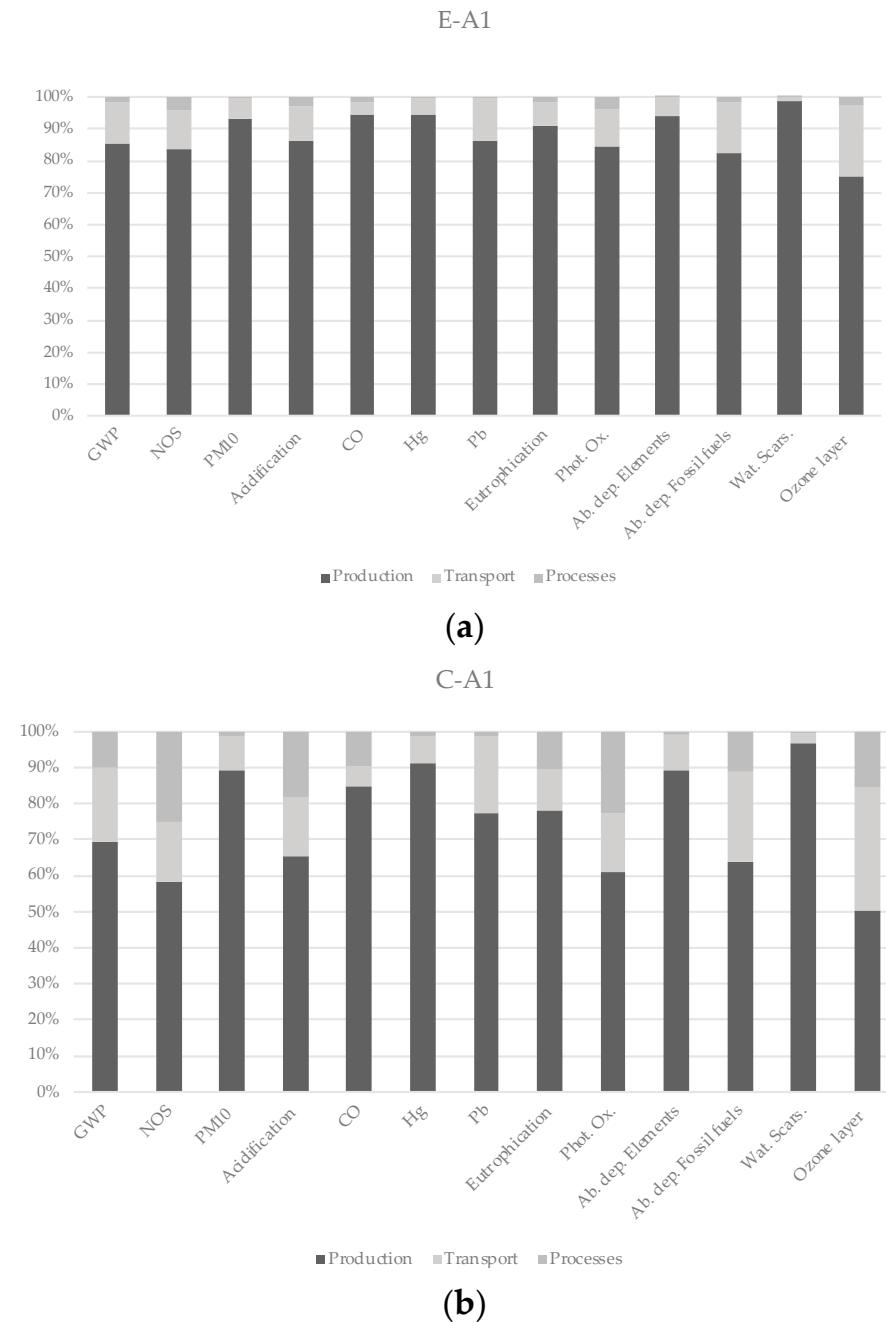 E-A1
100%
90%
80%
70%
60%
50%
40%
30%
20%
10%
0%
GWP
NOS
PM10
Acidification
CO
Hg
Pb
Eutrophication
Phot. Ox.
Ab. dep. Elements
Ab. dep. Fossil fuels
Wat. Scars.
Ozone layer
Production Transport Processes
(a)
C-A1
100%
90%
80%
70%
60%
50%
40%
30%
20%
10%
0%
GWP
NOS
PM10
Acidification
CO
Hg
Pb
Eutrophication
Phot. Ox.
Ab. dep. Elements
Ab. dep. Fossil fuels
Wat. Scars.
Ozone layer
Production Transport Processes
(b)